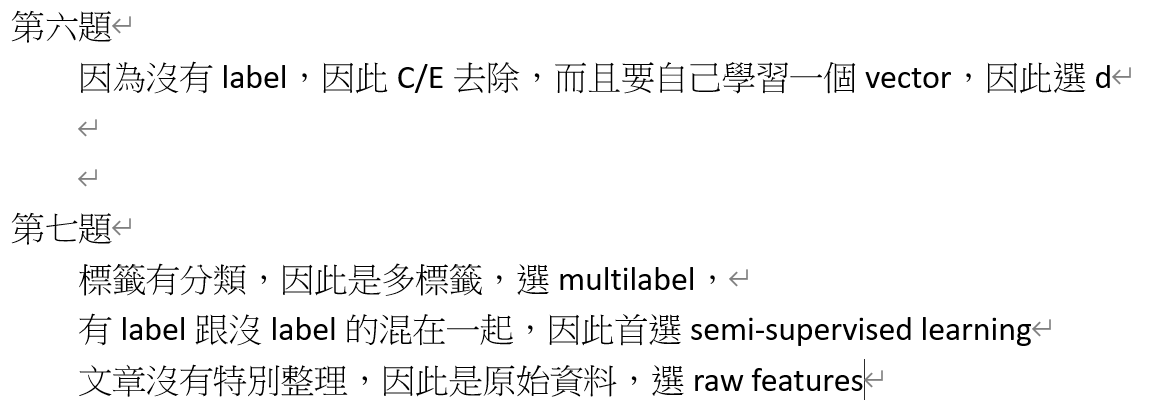 第六題
因為沒有 label，因此 C/E 去除，而且要自己學習一個 vector，因此選 d
第七題
標籤有分類，因此是多標籤，選 multilabel，
有 label 跟沒 label 的混在一起，因此首選 semi-supervised learning
文章沒有特別整理，因此是原始資料，選 raw features